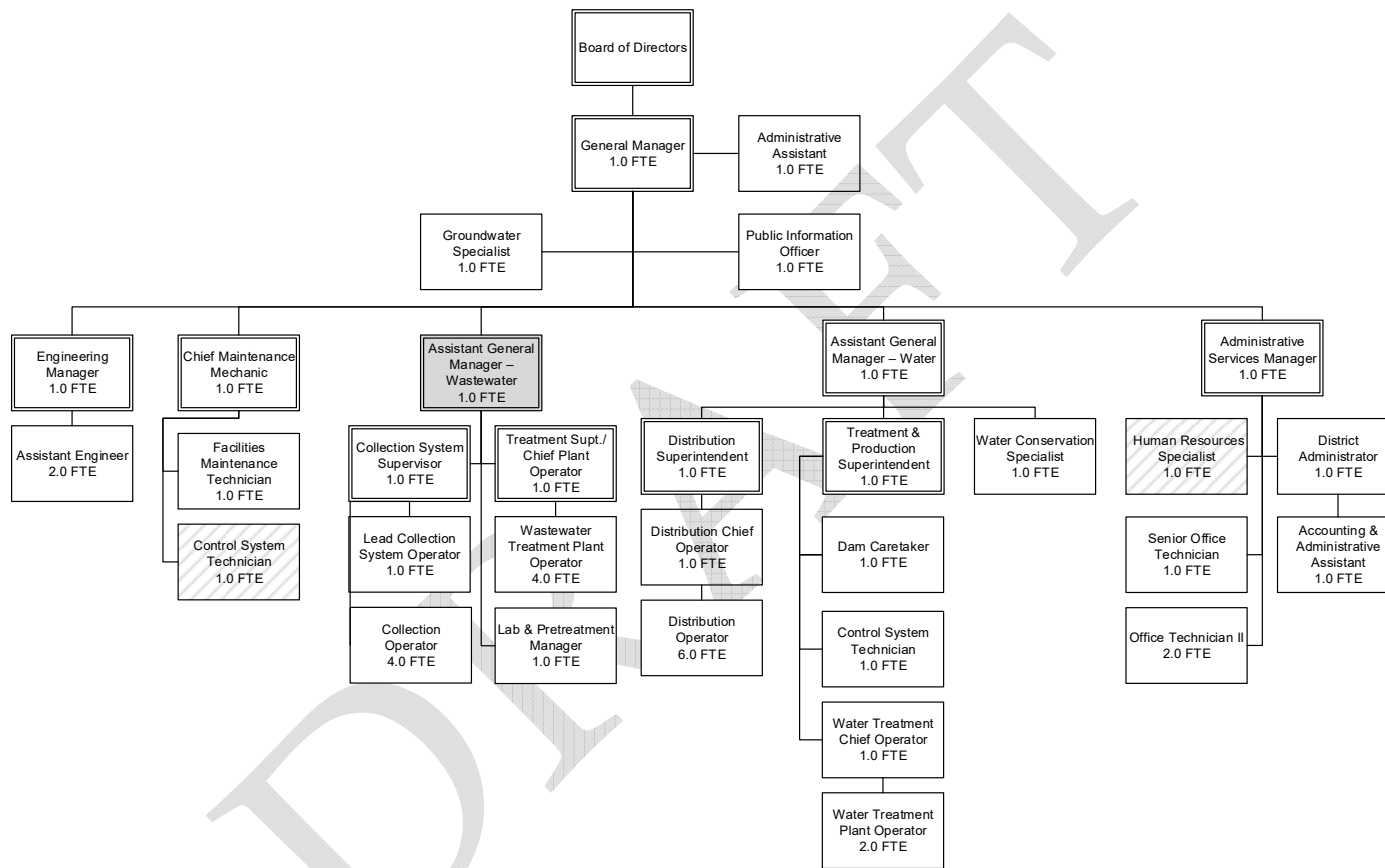 Board of Directors
General Manager
1.0 FTE
Administrative
Assistant
1.0 FTE
Groundwater
Specialist
1.0 FTE
Public Information
Officer
1.0 FTE
Engineering
Manager
1.0 FTE
Chief Maintenance
Mechanic
1.0 FTE
Assistant General
Manager –
Wastewater
1.0 FTE
Assistant General
Manager – Water
1.0 FTE
Administrative
Services Manager
1.0 FTE
Assistant Engineer
2.0 FTE
Facilities
Maintenance
Technician
1.0 FTE
Control System
Technician
1.0 FTE
Collection System
Supervisor
1.0 FTE
Treatment Supt./
Chief Plant
Operator
1.0 FTE
Lead Collection
System Operator
1.0 FTE
Wastewater
Treatment Plant
Operator
4.0 FTE
Collection
Operator
4.0 FTE
Lab & Pretreatment
Manager
1.0 FTE
Distribution
Superintendent
1.0 FTE
Distribution Chief
Operator
1.0 FTE
Distribution
Operator
6.0 FTE
Treatment &
Production
Superintendent
1.0 FTE
Dam Caretaker
1.0 FTE
Control System
Technician
1.0 FTE
Water Treatment
Chief Operator
1.0 FTE
Water Treatment
Plant Operator
2.0 FTE
Water Conservation
Specialist
1.0 FTE
Human Resources
Specialist
1.0 FTE
District
Administrator
1.0 FTE
Senior Office
Technician
1.0 FTE
Accounting &
Administrative
Assistant
1.0 FTE
Office Technician II
2.0 FTE
DRAFT